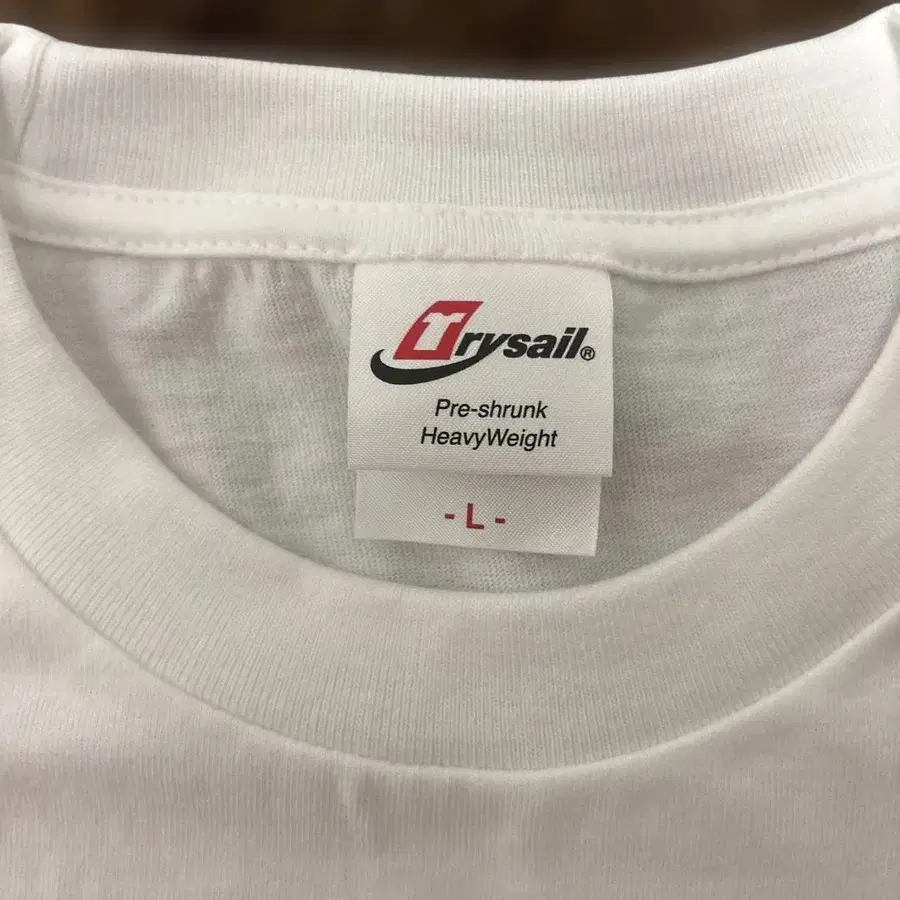 Trysail®
Pre-shrunk
HeavyWeight
- L -